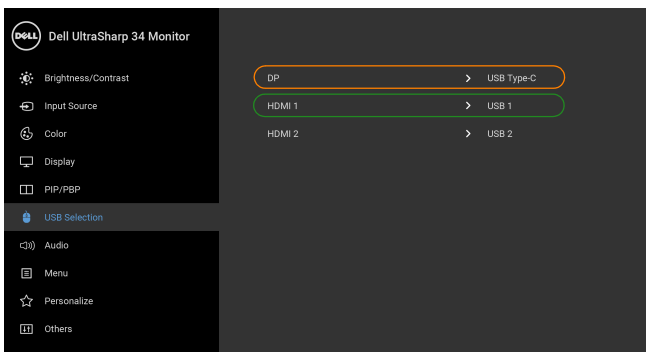 DELL Dell UltraSharp 34 Monitor
Brightness/Contrast
DP > USB Type-C
Input Source
HDMI 1 > USB 1
Color
HDMI 2 > USB 2
Display
PIP/PBP
USB Selection
Audio
Menu
Personalize
Others